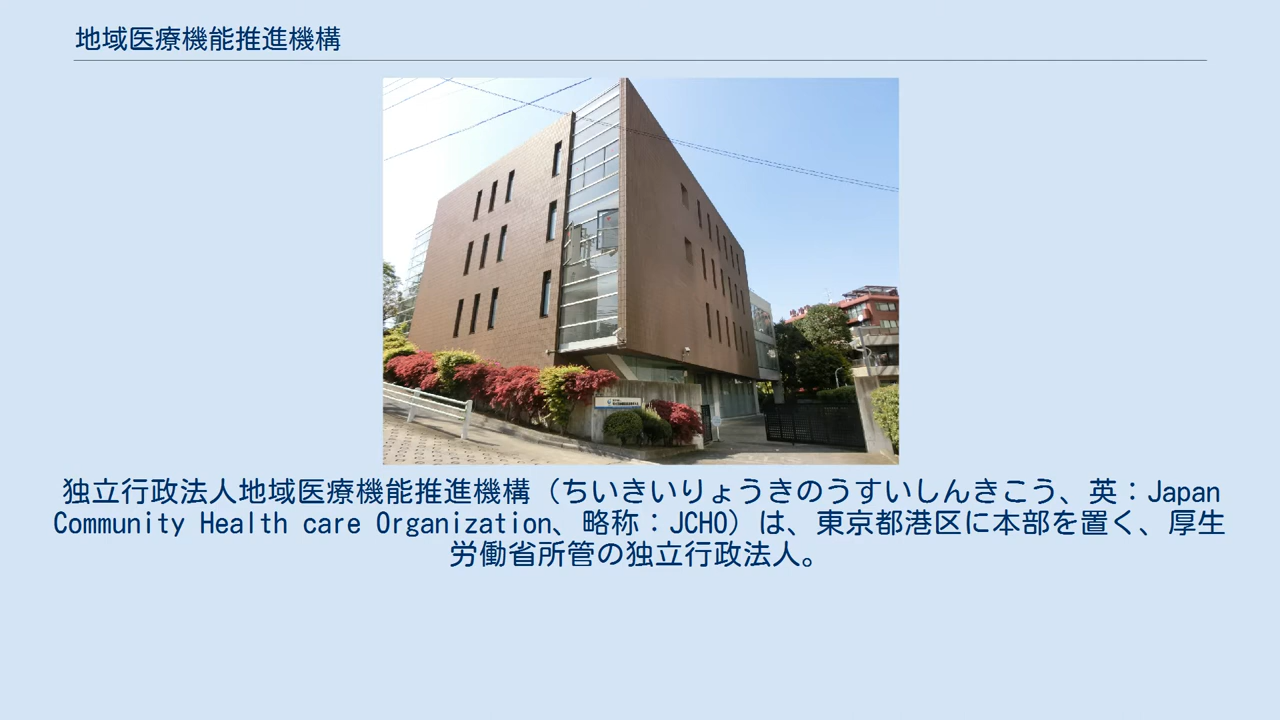 地域医療機能推進機構
独立行政法人地域医療機能推進機構（ちいきいりょうきのうすいしんきこう、英：Japan
Community Health care Organization、略称：JCHO）は、東京都港区に本部を置く、厚生
労働省所管の独立行政法人。